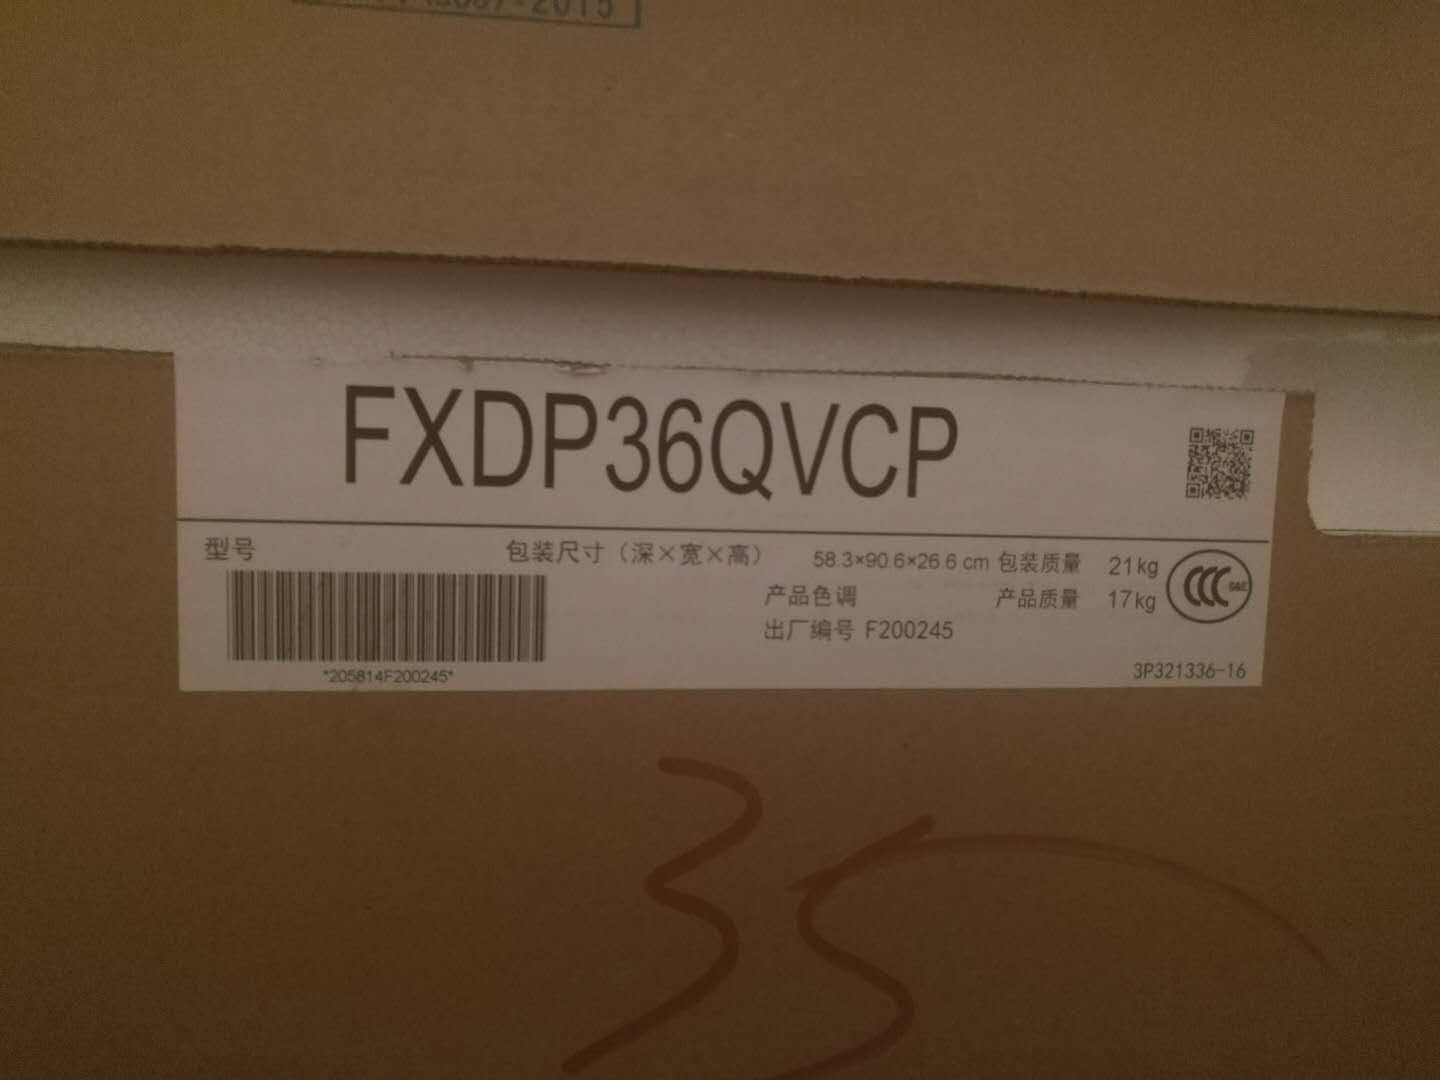 -2015
FXDP36QVCP
型号
包装尺寸（深×宽×高） 58.3×90.6×26.6 cm 包装质量 21kg
产品色调 产品质量 17kg
出厂编号 F200245
*205814F200245*
CCC S&E
3P321336-16
35